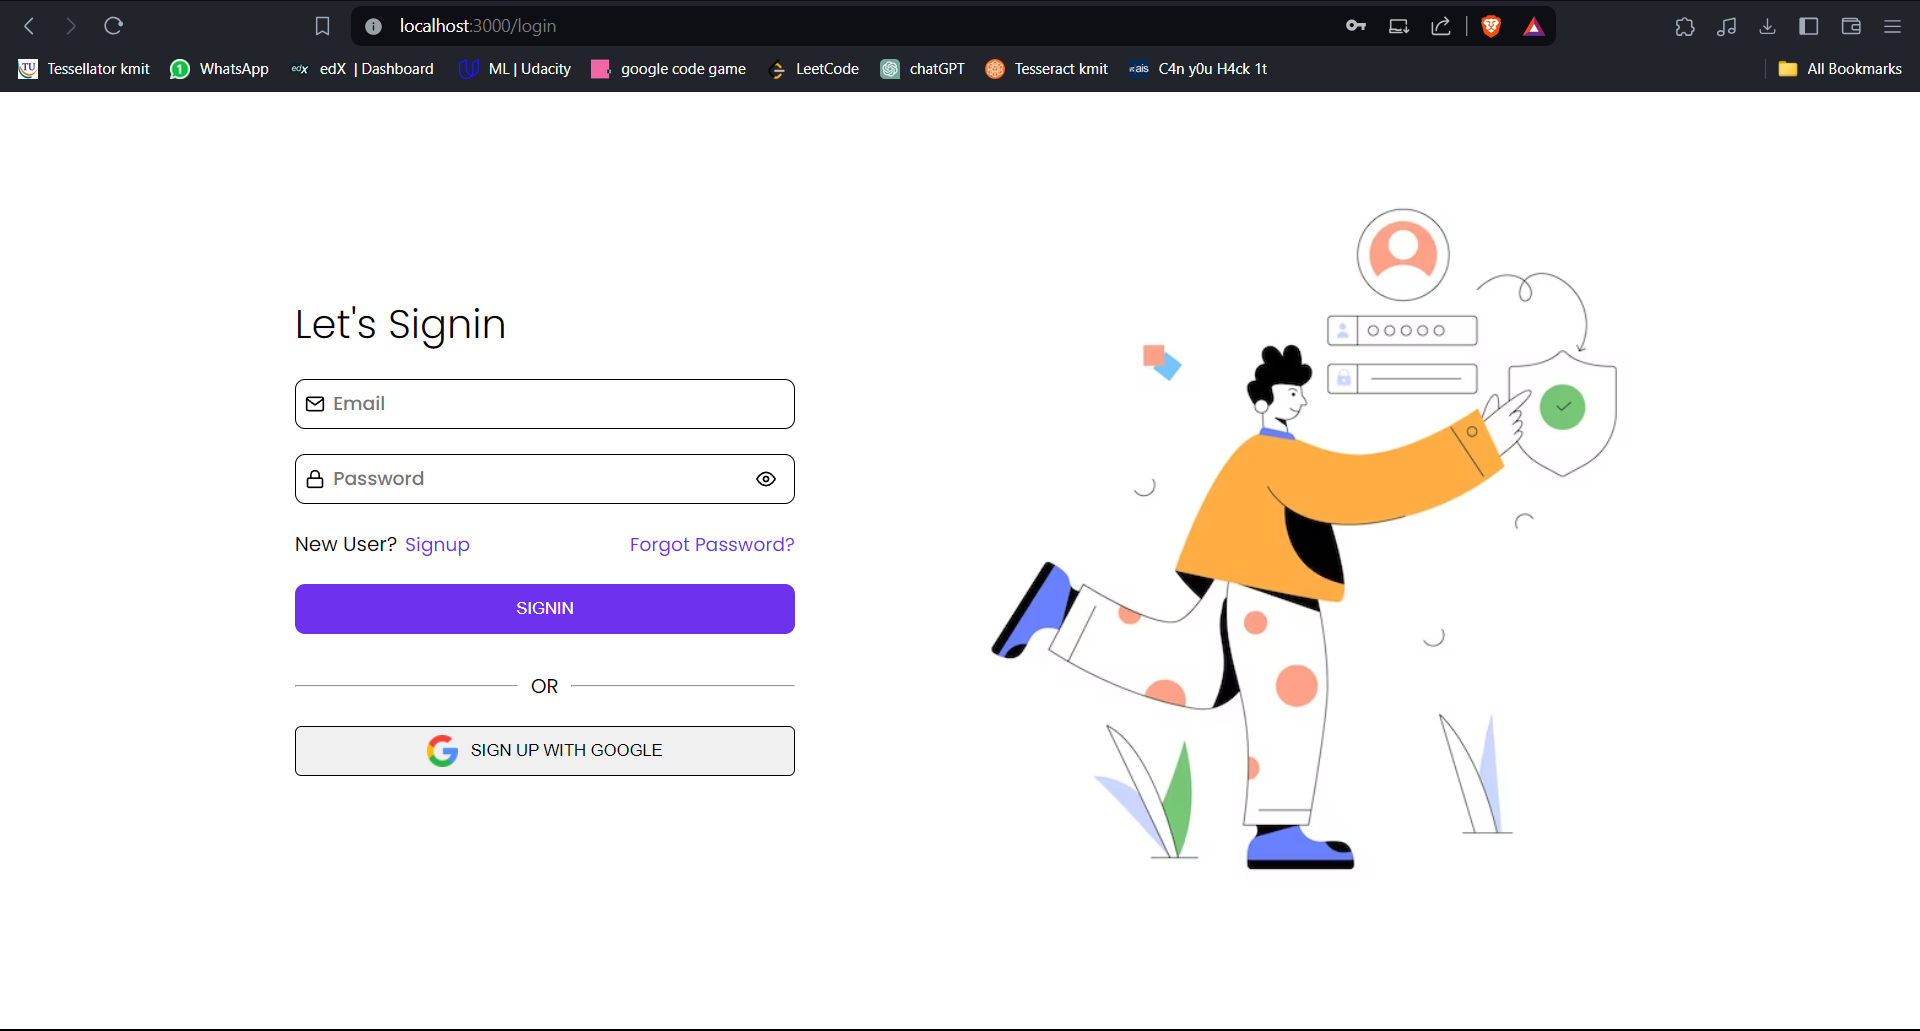 localhost:3000/login
Tessellator kmit WhatsApp edX | Dashboard ML | Udacity google code game LeetCode chatGPT Tesseract kmit C4n y0u H4ck 1t All Bookmarks
Let's Signin
Email
Password
New User? Signup Forgot Password?
SIGNIN
OR
SIGN UP WITH GOOGLE